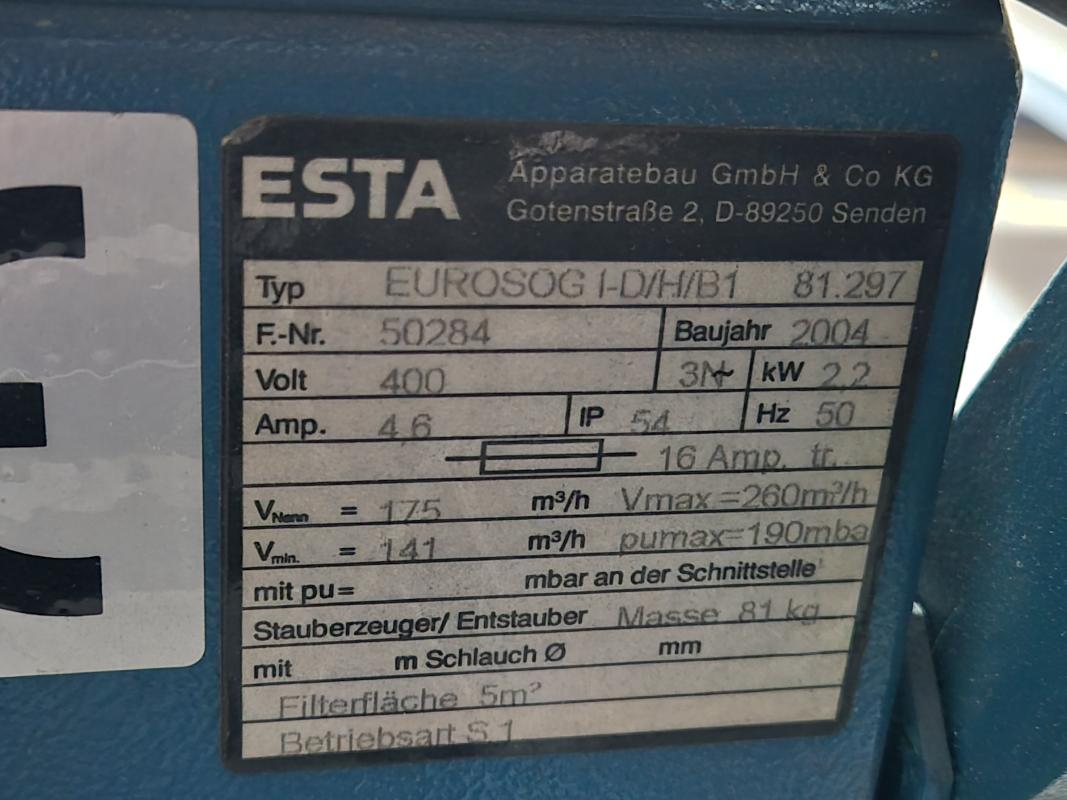 ESTA
Apparatebau GmbH & Co KG
Gotenstraße 2, D-89250 Senden
Typ EUROSOG I-D/H/B1 81.297
F.-Nr. 50284 Baujahr 2004
Volt 400 3N~ kW 2,2
Amp. 4,6 IP 54 Hz 50
16 Amp. tr.
VNenn = 175 m³/h Vmax.=260m³/h
Vmin. = 141 m³/h pumax=190mba
mit pu= mbar an der Schnittstelle
Stauberzeuger/ Entstauber Masse 81 kg
mit m Schlauch Ø mm
Filterfläche 5m²
Betriebsart S 1